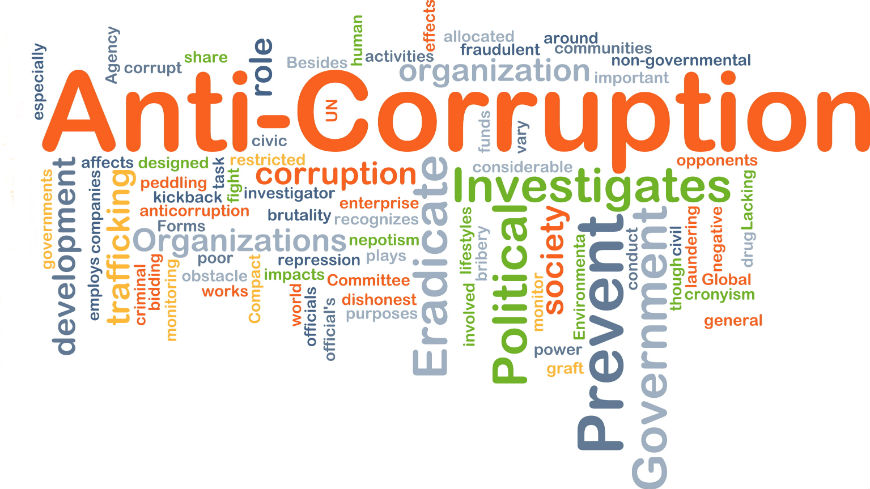 especially
Agency
corrupt
share
role
Besides
human
activities
effects
allocated
fraudulent
around
communities
organization
non-governmental
important
Anti-Corruption
UN
civic
funds
vary
affects
designed
task
restricted
fight
corruption
considerable
opponents
governments
development
companies
employs
trafficking
peddling
kickback
investigator
anticorruption
Forms
brutality
enterprise
recognizes
Organizations
nepotism
poor
repression
plays
obstacle
impacts
Committee
works
Compact
dishonest
purposes
criminal
bidding
monitoring
world
officials
official's
Eradicate
Investigates
lifestyles
involved
bribery
Political
society
monitor
Environmenta
power
graft
Prevent
conduct
Government
civil
though
laundering
negative
drug
Lacking
Global
cronyism
general